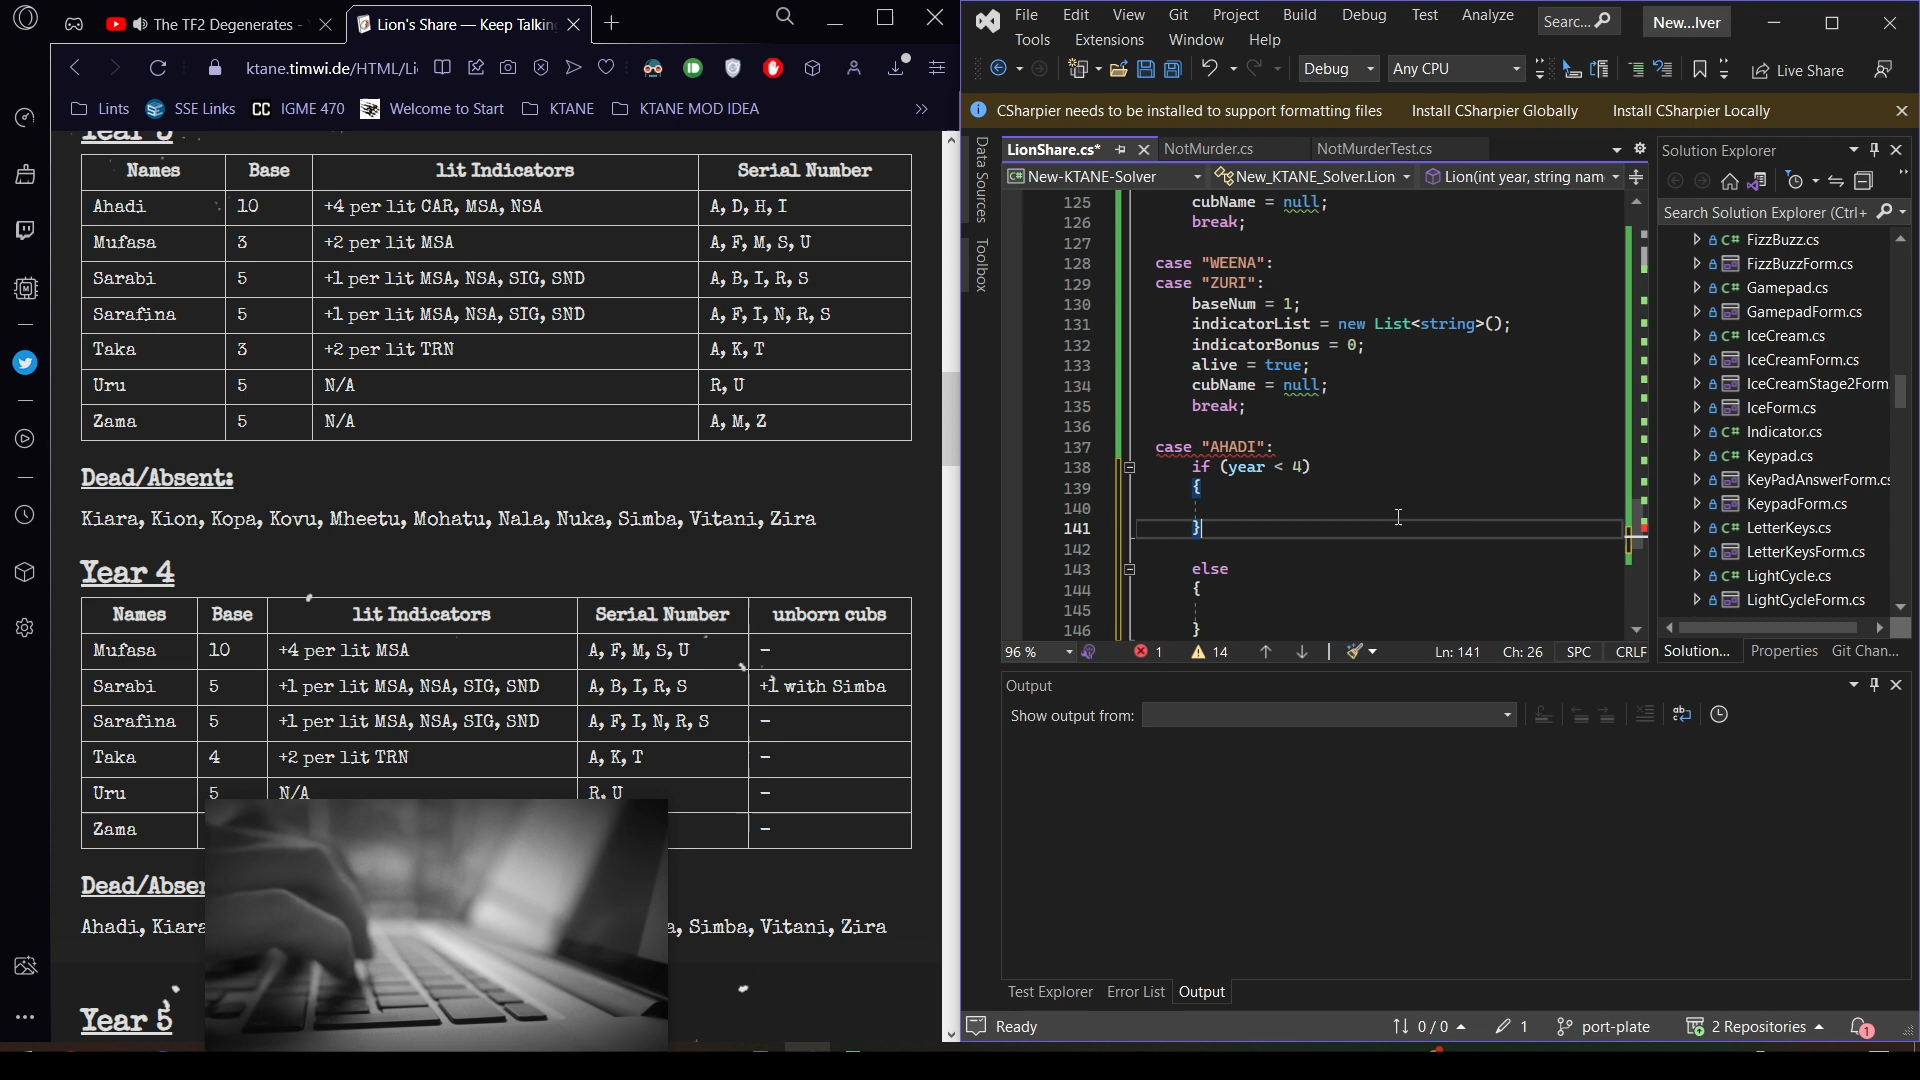 The TF2 Degenerates -
Lion's Share — Keep Talkin
ktane.timwi.de/HTML/Li
Lints
SSE Links
CC IGME 470
Welcome to Start
KTANE
KTANE MOD IDEA
Names Base lit Indicators Serial Number
Ahadi 10 +4 per lit CAR, MSA, NSA A, D, H, I
Mufasa 3 +2 per lit MSA A, F, M, S, U
Sarabi 5 +1 per lit MSA, NSA, SIG, SND A, B, I, R, S
Sarafina 5 +1 per lit MSA, NSA, SIG, SND A, F, I, N, R, S
Taka 3 +2 per lit TRN A, K, T
Uru 5 N/A R, U
Zama 5 N/A A, M, Z
Dead/Absent:
Kiara, Kion, Kopa, Kovu, Mheetu, Mohatu, Nala, Nuka, Simba, Vitani, Zira
Year 4
Names Base lit Indicators Serial Number unborn cubs
Mufasa 10 +4 per lit MSA A, F, M, S, U -
Sarabi 5 +1 per lit MSA, NSA, SIG, SND A, B, I, R, S +1 with Simba
Sarafina 5 +1 per lit MSA, NSA, SIG, SND A, F, I, N, R, S -
Taka 4 +2 per lit TRN A, K, T -
Uru 5 N/A R, U -
Zama -
Dead/Abser
Ahadi, Kiara a, Simba, Vitani, Zira
Year 5
File Edit View Git Project Build Debug Test Analyze
Tools Extensions Window Help
Searc...
New...lver
Debug
Any CPU
Live Share
CSharpier needs to be installed to support formatting files Install CSharpier Globally Install CSharpier Locally
Data Sources
Toolbox
LionShare.cs* NotMurder.cs NotMurderTest.cs
New-KTANE-Solver New_KTANE_Solver.Lion Lion(int year, string nam
125 cubName = null;
126 break;
127
128 case "WEENA":
129 case "ZURI":
130 baseNum = 1;
131 indicatorList = new List<string>();
132 indicatorBonus = 0;
133 alive = true;
134 cubName = null;
135 break;
136
137 case "AHADI":
138 if (year < 4)
139 {
140
141 }
142
143 else
144 {
145
146 }
96 % 1 14 Ln: 141 Ch: 26 SPC CRLF
Solution Explorer
Search Solution Explorer (Ctrl+
C# FizzBuzz.cs
FizzBuzzForm.cs
C# Gamepad.cs
GamepadForm.cs
C# IceCream.cs
IceCreamForm.cs
IceCreamStage2Form
IceForm.cs
C# Indicator.cs
C# Keypad.cs
KeyPadAnswerForm.c
KeypadForm.cs
C# LetterKeys.cs
LetterKeysForm.cs
C# LightCycle.cs
LightCycleForm.cs
Solution... Properties Git Chan...
Output
Show output from:
Test Explorer Error List Output
Ready
0 / 0 1 port-plate 2 Repositories 1